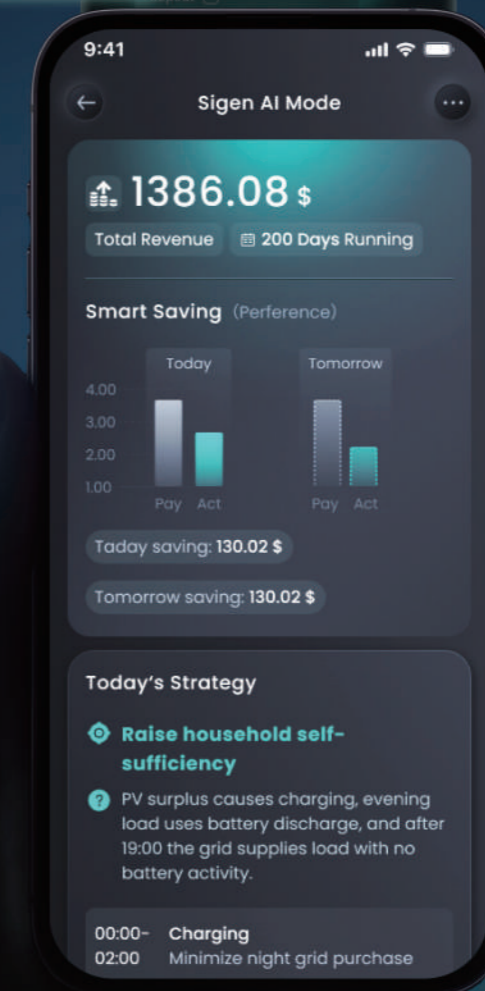 9:41
Sigen AI Mode
1386.08 $
Total Revenue 200 Days Running
Smart Saving (Perference)
Today Tomorrow
4.00
3.00
2.00
1.00
Pay Act Pay Act
Taday saving: 130.02 $
Tomorrow saving: 130.02 $
Today's Strategy
Raise household self-
sufficiency
? PV surplus causes charging, evening
load uses battery discharge, and after
19:00 the grid supplies load with no
battery activity.
00:00- Charging
02:00 Minimize night grid purchase